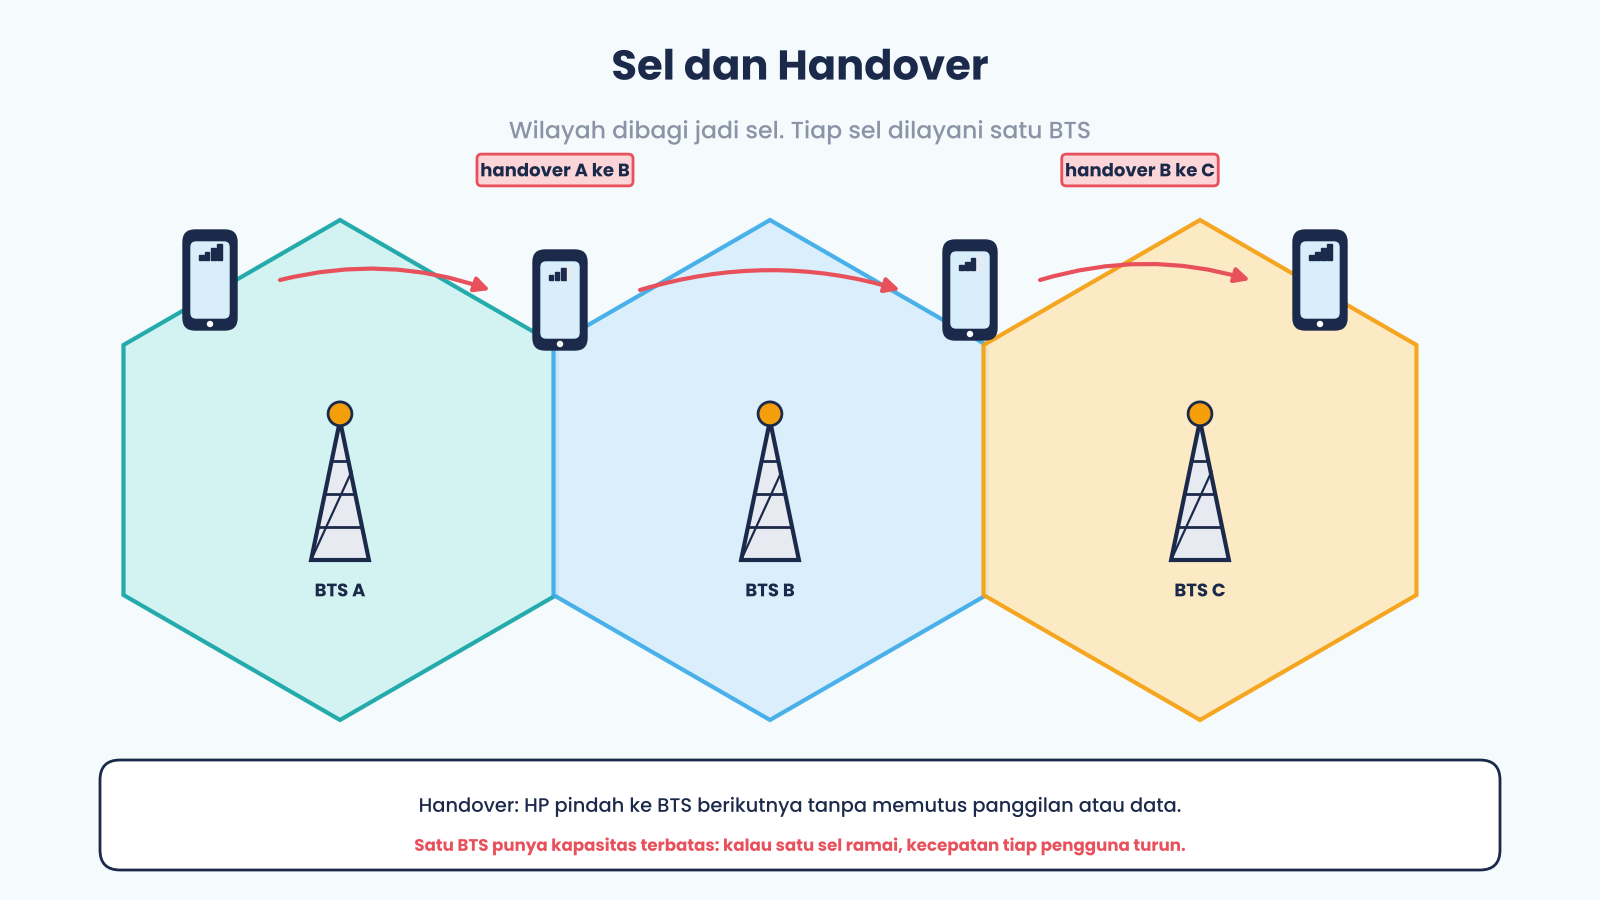 Sel dan Handover
Wilayah dibagi jadi sel. Tiap sel dilayani satu BTS
handover A ke B
handover B ke C
BTS A
BTS B
BTS C
Handover: HP pindah ke BTS berikutnya tanpa memutus panggilan atau data.
Satu BTS punya kapasitas terbatas: kalau satu sel ramai, kecepatan tiap pengguna turun.